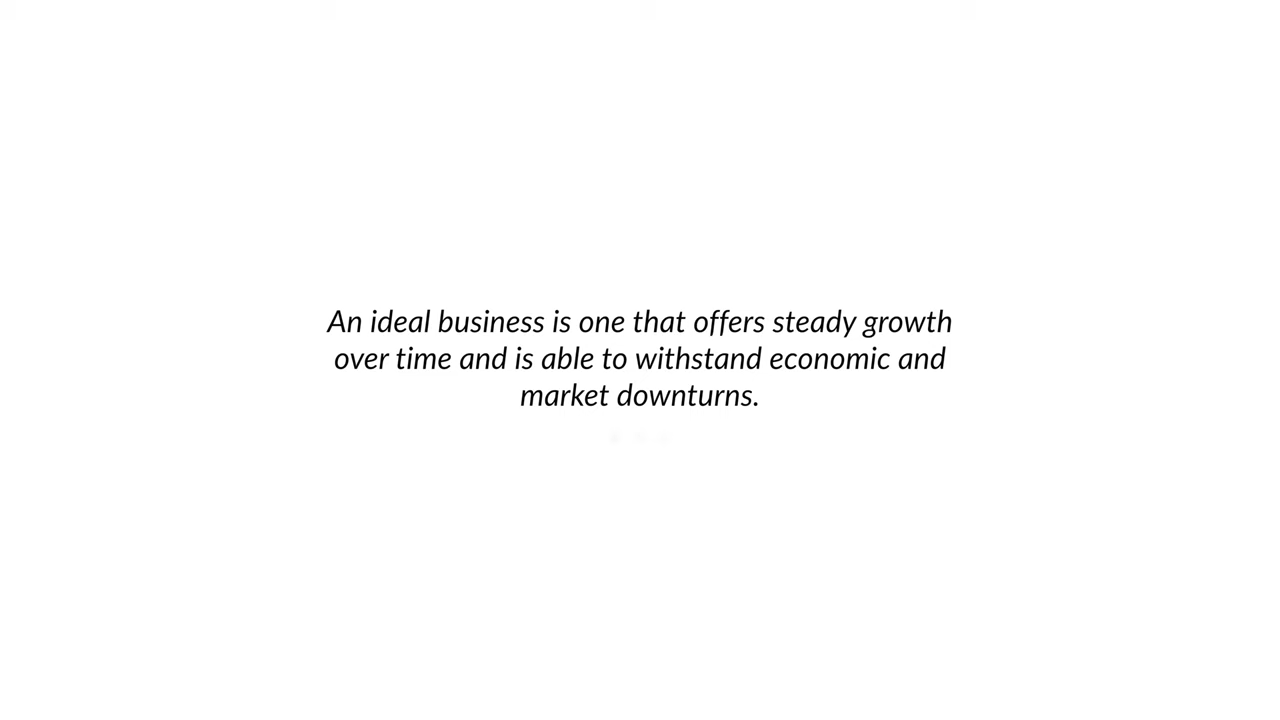 An ideal business is one that offers steady growth
over time and is able to withstand economic and
market downturns.